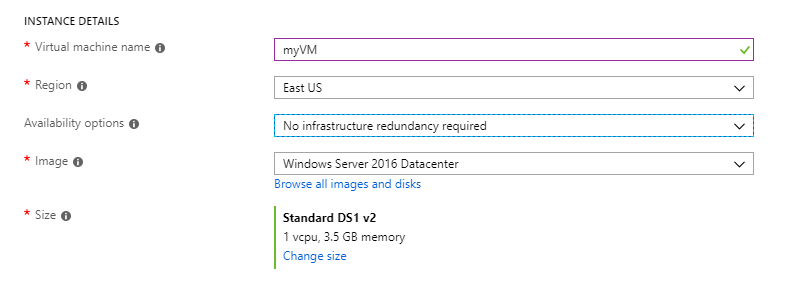 INSTANCE DETAILS
* Virtual machine name
myVM
* Region
East US
Availability options
No infrastructure redundancy required
* Image
Windows Server 2016 Datacenter
Browse all images and disks
* Size
Standard DS1 v2
1 vcpu, 3.5 GB memory
Change size